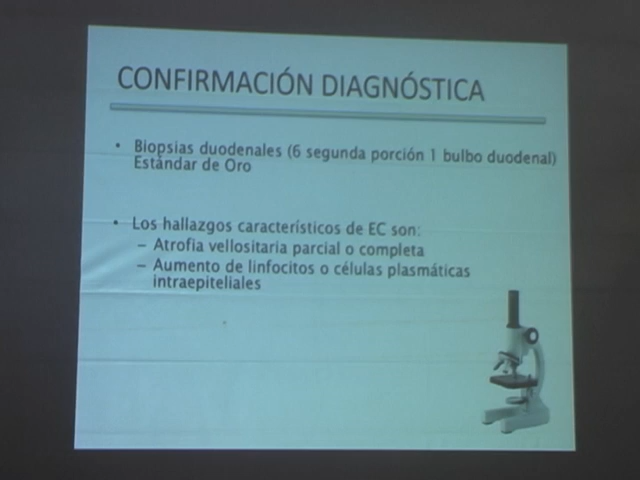 CONFIRMACIÓN DIAGNÓSTICA
• Biopsias duodenales (6 segunda porción 1 bulbo duodenal)
Estándar de Oro
• Los hallazgos característicos de EC son:
– Atrofia vellositaria parcial o completa
– Aumento de linfocitos o células plasmáticas
intraepiteliales